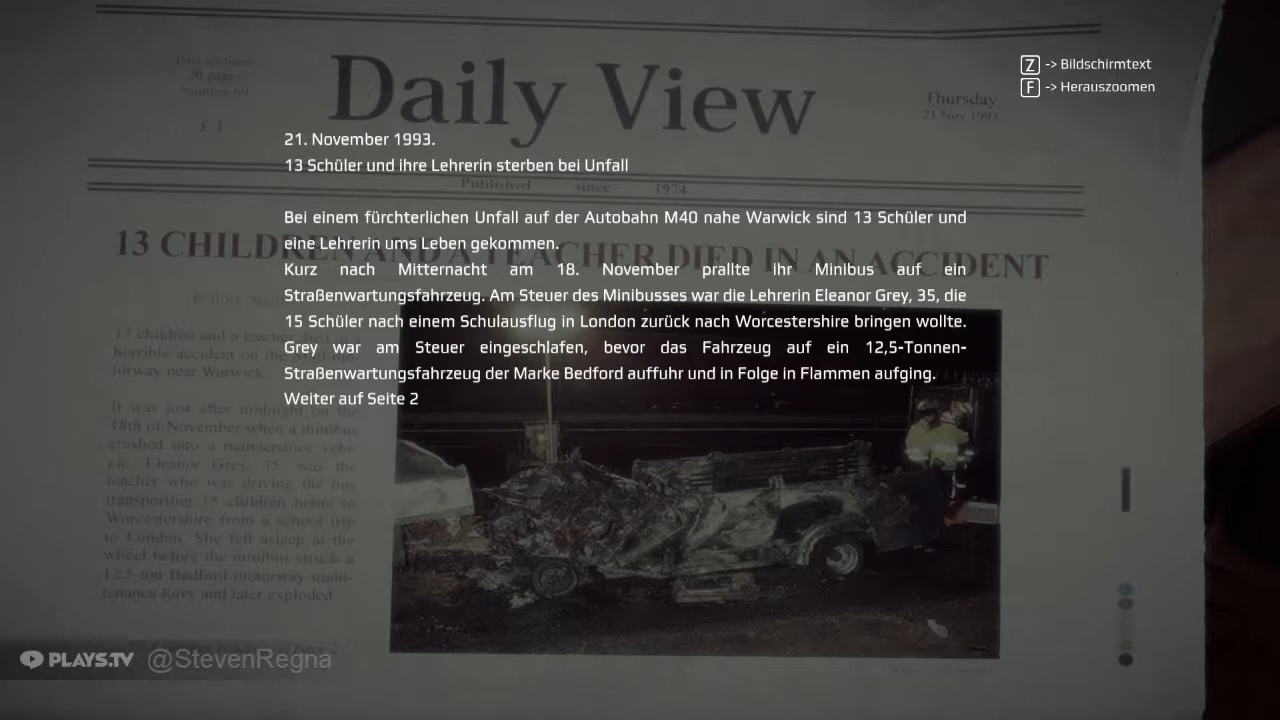 Two sections
Number 69
£ 1
Daily View
Thursday
21 Nov 1993
Z -> Bildschirmtext
F -> Herauszoomen
Published since 1974
21. November 1993.
13 Schüler und ihre Lehrerin sterben bei Unfall
Bei einem fürchterlichen Unfall auf der Autobahn M40 nahe Warwick sind 13 Schüler und
eine Lehrerin ums Leben gekommen.
Kurz nach Mitternacht am 18. November prallte ihr Minibus auf ein
Straßenwartungsfahrzeug. Am Steuer des Minibusses war die Lehrerin Eleanor Grey, 35, die
15 Schüler nach einem Schulausflug in London zurück nach Worcestershire bringen wollte.
Grey war am Steuer eingeschlafen, bevor das Fahrzeug auf ein 12,5-Tonnen-
Straßenwartungsfahrzeug der Marke Bedford auffuhr und in Folge in Flammen aufging.
Weiter auf Seite 2
13 CHILDREN AND A TEACHER DIED IN AN ACCIDENT
13 children and a teacher died in a
horrible accident on the
torway near Warwick.
It was just after midnight on the
18th of November when a minibus
crashed into a maintenance vehi-
cle. Eleanor Grey, 35 was the
teacher who was driving the bus
transporting 15 children home to
Worcestershire from a school trip
to London. She fell asleep at the
wheel before the minibus struck a
12.5-ton Bedford motorway main-
tenance lorry and later exploded.
PLAYS.TV @StevenRegna